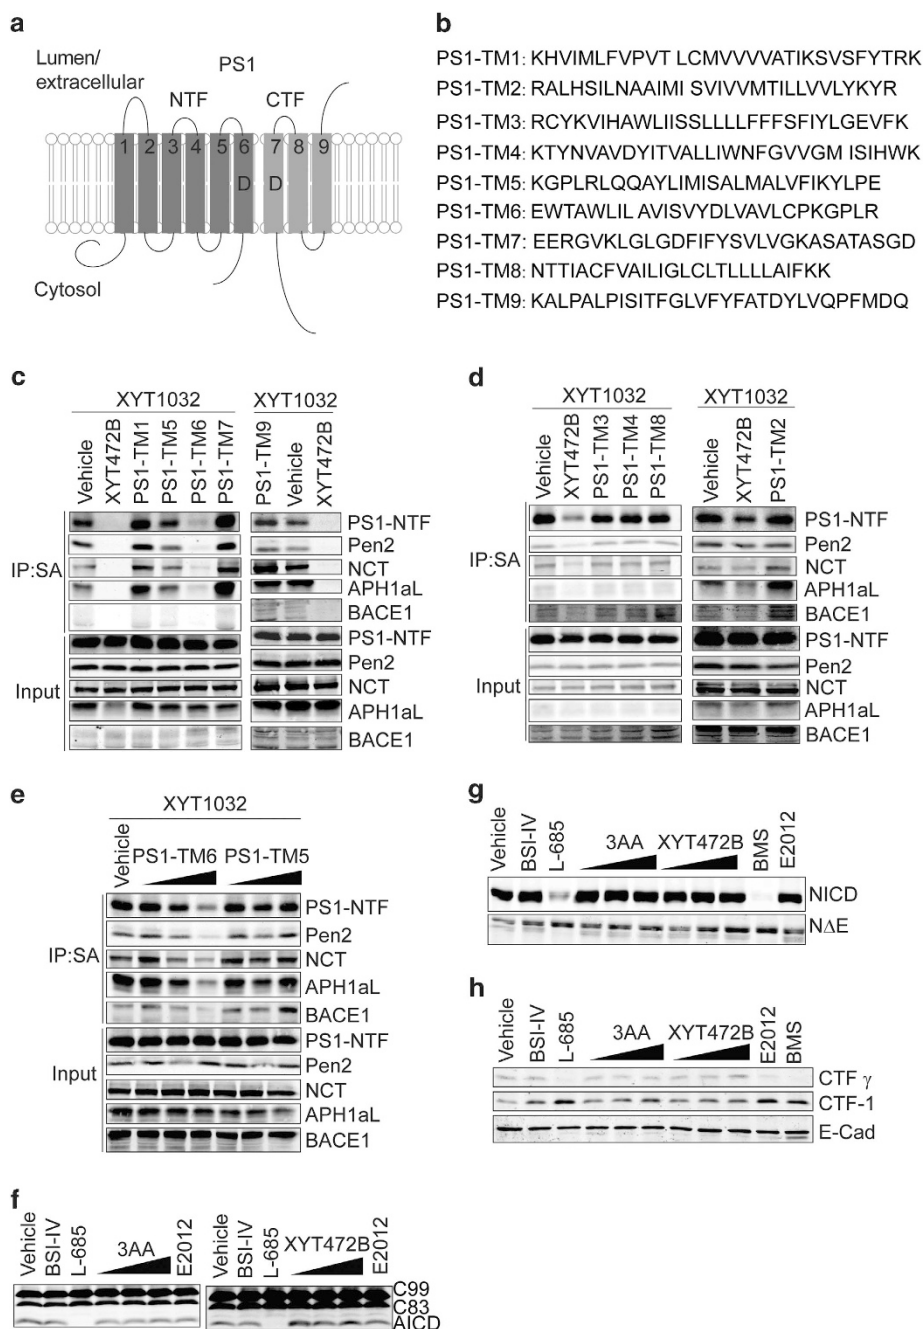 a
Lumen/
extracellular
PS1
NTF
CTF
1 2 3 4 5 6 7 8 9
D D
Cytosol
b
PS1-TM1: KHVIMLFVPVT LCMVVVVATIKSVSFYTRK
PS1-TM2: RALHSILNAAIMI SVIVVMTILLVVLYKYR
PS1-TM3: RCYKVIHAWLIISSLLLLFFFSFIYLGEVFK
PS1-TM4: KTYNVAVDYITVALLIWNFGVVGM ISIHWK
PS1-TM5: KGPLRLQQAYLIMISALMALVFIKYLPE
PS1-TM6: EWTAWLIL AVISVYDLVAVLCPKGPLR
PS1-TM7: EERGVKLGLGDFIFYSVLVGKASATASGD
PS1-TM8: NTTIACFVAILIGLCLTLLLLAIFKK
PS1-TM9: KALPALPISITFGLVFYFATDYLVQPFMDQ
c
XYT1032
Vehicle
XYT472B
PS1-TM1
PS1-TM5
PS1-TM6
PS1-TM7
XYT1032
PS1-TM9
Vehicle
XYT472B
IP:SA
PS1-NTF
Pen2
NCT
APH1aL
BACE1
Input
PS1-NTF
Pen2
NCT
APH1aL
BACE1
d
XYT1032
Vehicle
XYT472B
PS1-TM3
PS1-TM4
PS1-TM8
XYT1032
Vehicle
XYT472B
PS1-TM2
IP:SA
PS1-NTF
Pen2
NCT
APH1aL
BACE1
Input
PS1-NTF
Pen2
NCT
APH1aL
BACE1
e
XYT1032
Vehicle
PS1-TM6 PS1-TM5
IP:SA
PS1-NTF
Pen2
NCT
APH1aL
BACE1
Input
PS1-NTF
Pen2
NCT
APH1aL
BACE1
g
Vehicle
BSI-IV
L-685
3AA
XYT472B
BMS
E2012
NICD
NΔE
h
Vehicle
BSI-IV
L-685
3AA
XYT472B
E2012
BMS
CTF γ
CTF-1
E-Cad
f
Vehicle
BSI-IV
L-685
3AA
E2012
Vehicle
BSI-IV
L-685
XYT472B
E2012
C99
C83
AICD